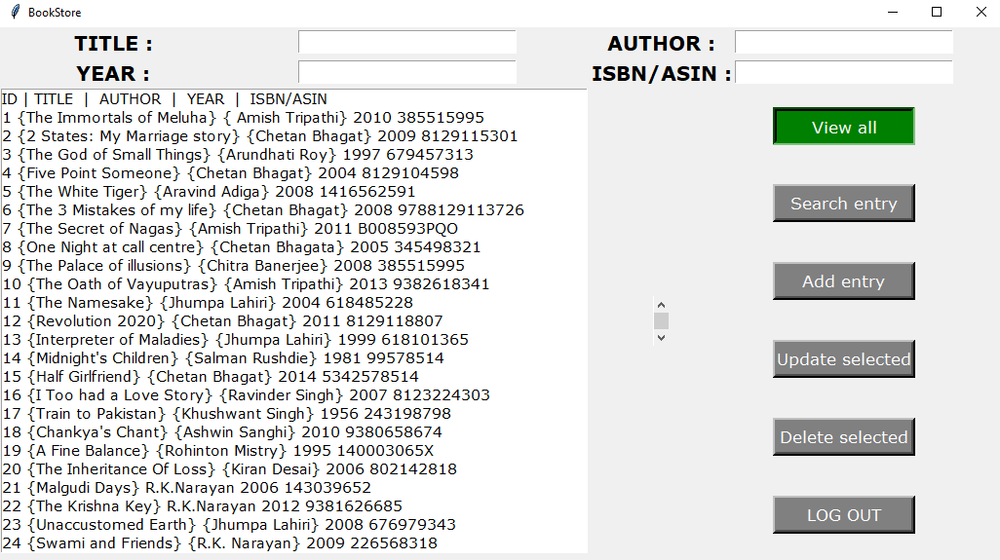 BookStore
TITLE :
AUTHOR :
YEAR :
ISBN/ASIN :
ID | TITLE | AUTHOR | YEAR | ISBN/ASIN
1 {The Immortals of Meluha} { Amish Tripathi} 2010 385515995
2 {2 States: My Marriage story} {Chetan Bhagat} 2009 8129115301
3 {The God of Small Things} {Arundhati Roy} 1997 679457313
4 {Five Point Someone} {Chetan Bhagat} 2004 8129104598
5 {The White Tiger} {Aravind Adiga} 2008 1416562591
6 {The 3 Mistakes of my life} {Chetan Bhagat} 2008 9788129113726
7 {The Secret of Nagas} {Amish Tripathi} 2011 B008593PQO
8 {One Night at call centre} {Chetan Bhagata} 2005 345498321
9 {The Palace of illusions} {Chitra Banerjee} 2008 385515995
10 {The Oath of Vayuputras} {Amish Tripathi} 2013 9382618341
11 {The Namesake} {Jhumpa Lahiri} 2004 618485228
12 {Revolution 2020} {Chetan Bhagat} 2011 8129118807
13 {Interpreter of Maladies} {Jhumpa Lahiri} 1999 618101365
14 {Midnight's Children} {Salman Rushdie} 1981 99578514
15 {Half Girlfriend} {Chetan Bhagat} 2014 5342578514
16 {I Too had a Love Story} {Ravinder Singh} 2007 8123224303
17 {Train to Pakistan} {Khushwant Singh} 1956 243198798
18 {Chankya's Chant} {Ashwin Sanghi} 2010 9380658674
19 {A Fine Balance} {Rohinton Mistry} 1995 140003065X
20 {The Inheritance Of Loss} {Kiran Desai} 2006 802142818
21 {Malgudi Days} R.K.Narayan 2006 143039652
22 {The Krishna Key} R.K.Narayan 2012 9381626685
23 {Unaccustomed Earth} {Jhumpa Lahiri} 2008 676979343
24 {Swami and Friends} {R.K. Narayan} 2009 226568318
View all
Search entry
Add entry
Update selected
Delete selected
LOG OUT